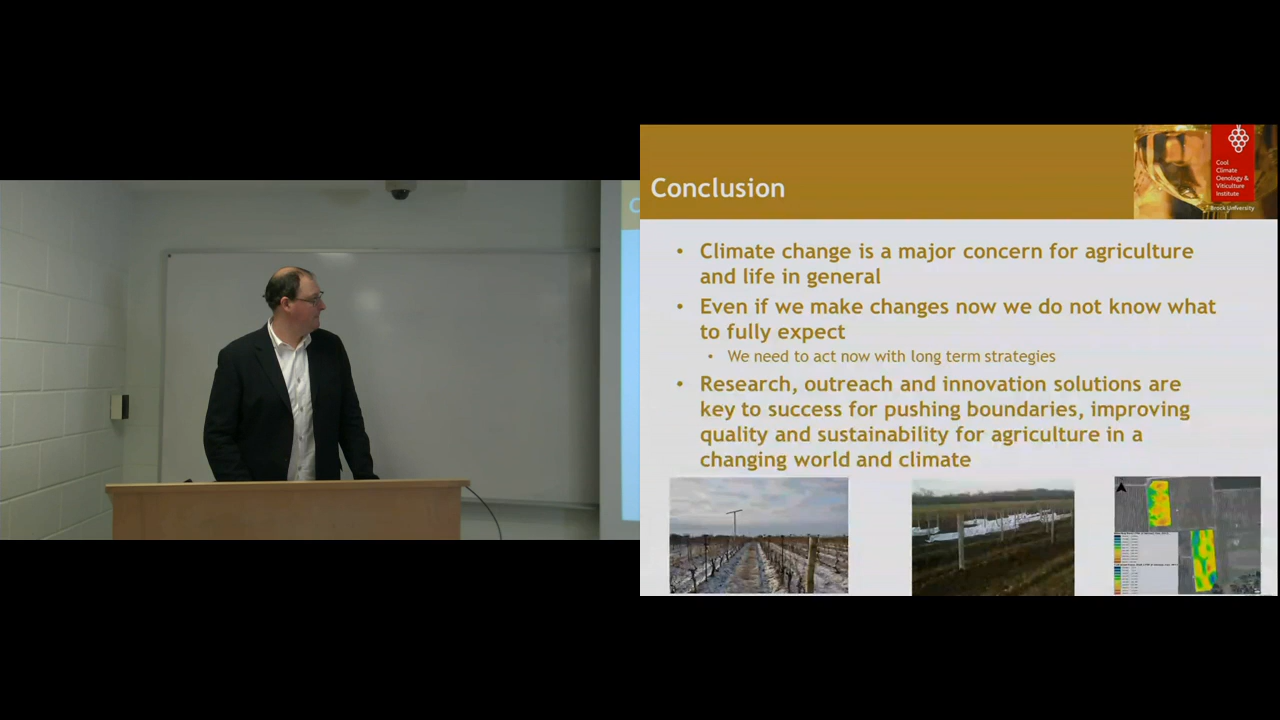 Conclusion
Cool
Climate
Oenology &
Viticulture
Institute
Brock University
• Climate change is a major concern for agriculture
and life in general
• Even if we make changes now we do not know what
to fully expect
• We need to act now with long term strategies
• Research, outreach and innovation solutions are
key to success for pushing boundaries, improving
quality and sustainability for agriculture in a
changing world and climate